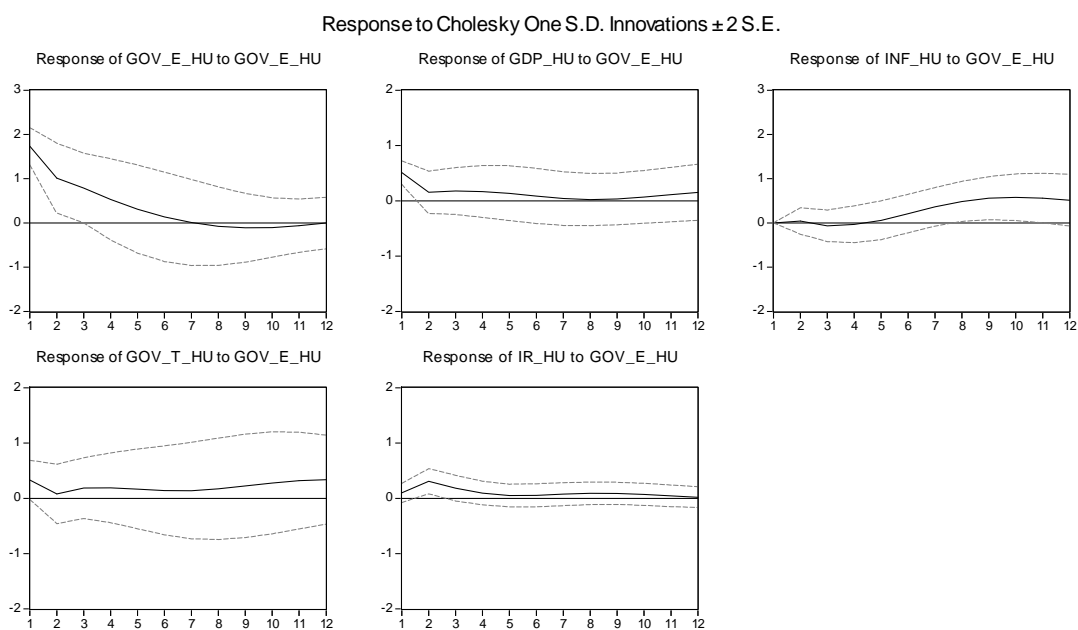 Response to Cholesky One S.D. Innovations ± 2 S.E.
Response of GOV_E_HU to GOV_E_HU
3
2
1
0
-1
-2
1 2 3 4 5 6 7 8 9 10 11 12
Response of GDP_HU to GOV_E_HU
2
1
0
-1
-2
1 2 3 4 5 6 7 8 9 10 11 12
Response of INF_HU to GOV_E_HU
3
2
1
0
-1
-2
1 2 3 4 5 6 7 8 9 10 11 12
Response of GOV_T_HU to GOV_E_HU
2
1
0
-1
-2
1 2 3 4 5 6 7 8 9 10 11 12
Response of IR_HU to GOV_E_HU
2
1
0
-1
-2
1 2 3 4 5 6 7 8 9 10 11 12